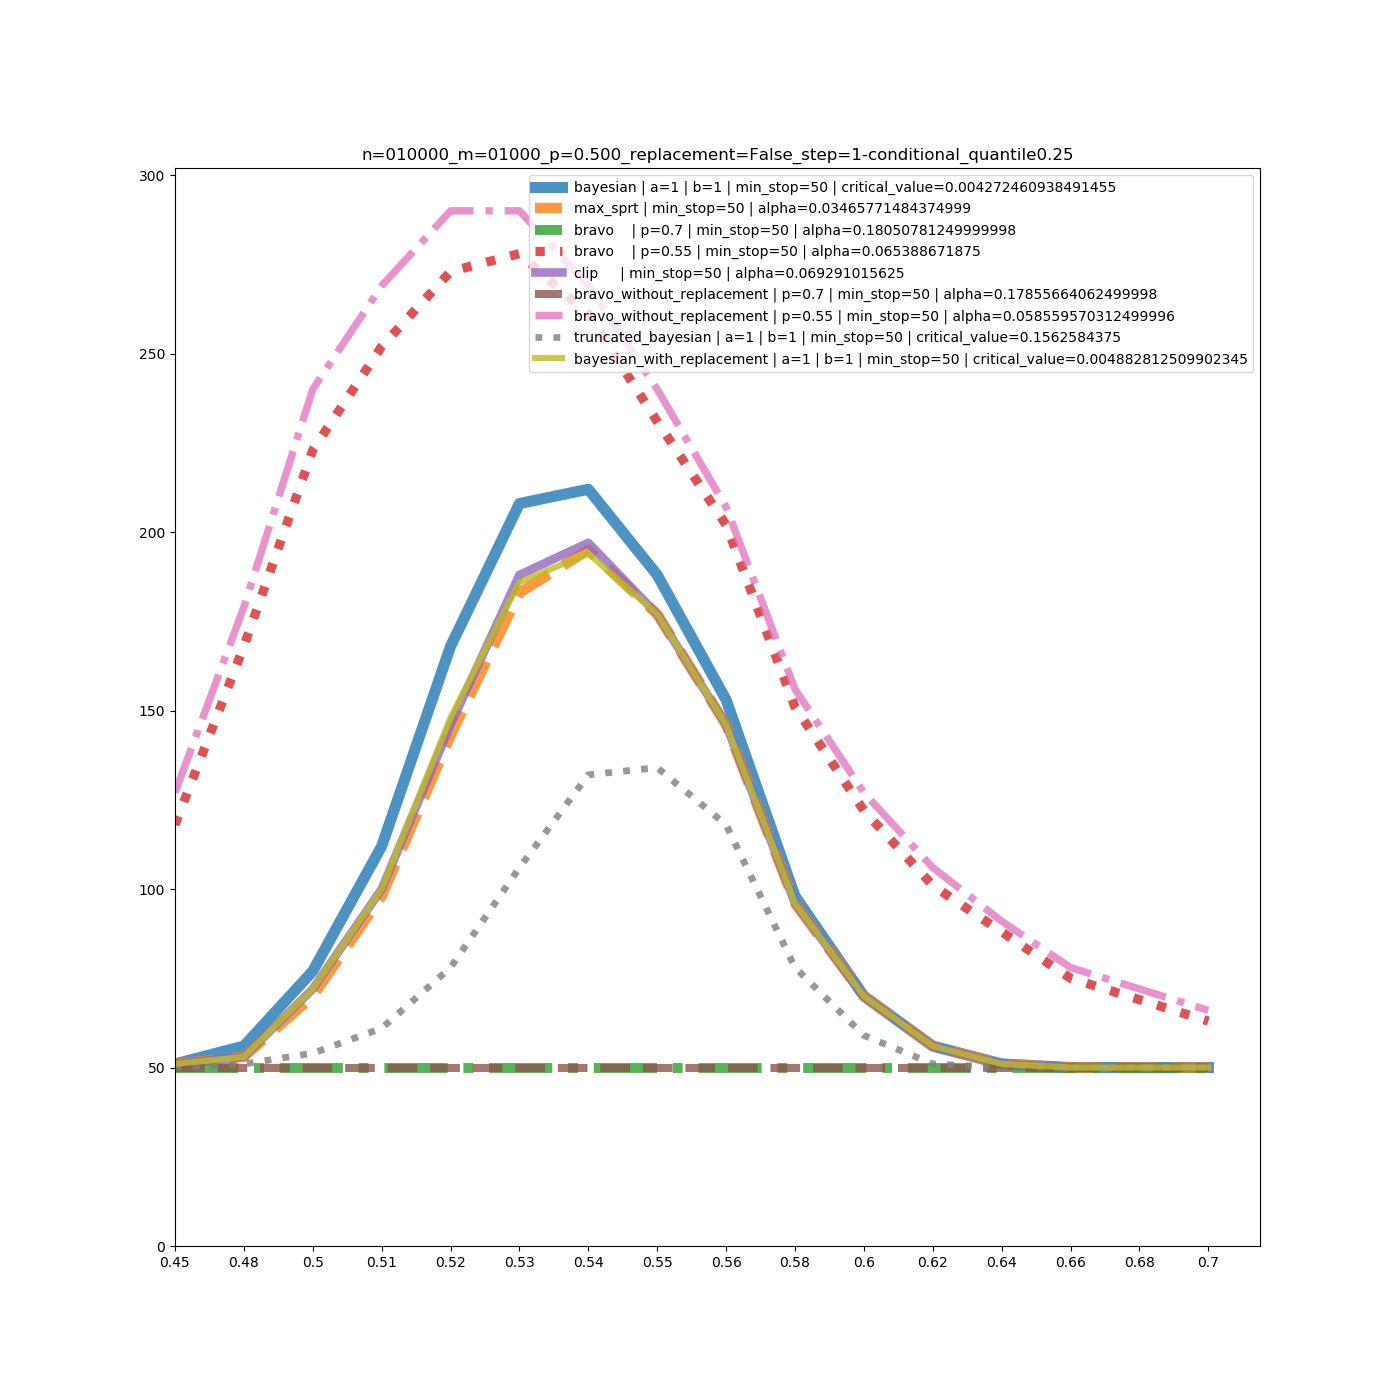 n=010000_m=01000_p=0.500_replacement=False_step=1-conditional_quantile0.25
300
bayesian | a=1 | b=1 | min_stop=50 | critical_value=0.004272460938491455
max_sprt | min_stop=50 | alpha=0.03465771484374999
bravo    | p=0.7 | min_stop=50 | alpha=0.18050781249999998
bravo    | p=0.55 | min_stop=50 | alpha=0.065388671875
clip     | min_stop=50 | alpha=0.069291015625
bravo_without_replacement | p=0.7 | min_stop=50 | alpha=0.17855664062499998
bravo_without_replacement | p=0.55 | min_stop=50 | alpha=0.058559570312499996
truncated_bayesian | a=1 | b=1 | min_stop=50 | critical_value=0.1562584375
bayesian_with_replacement | a=1 | b=1 | min_stop=50 | critical_value=0.004882812509902345
250
200
150
100
50
0
0.45 0.48 0.5 0.51 0.52 0.53 0.54 0.55 0.56 0.58 0.6 0.62 0.64 0.66 0.68 0.7